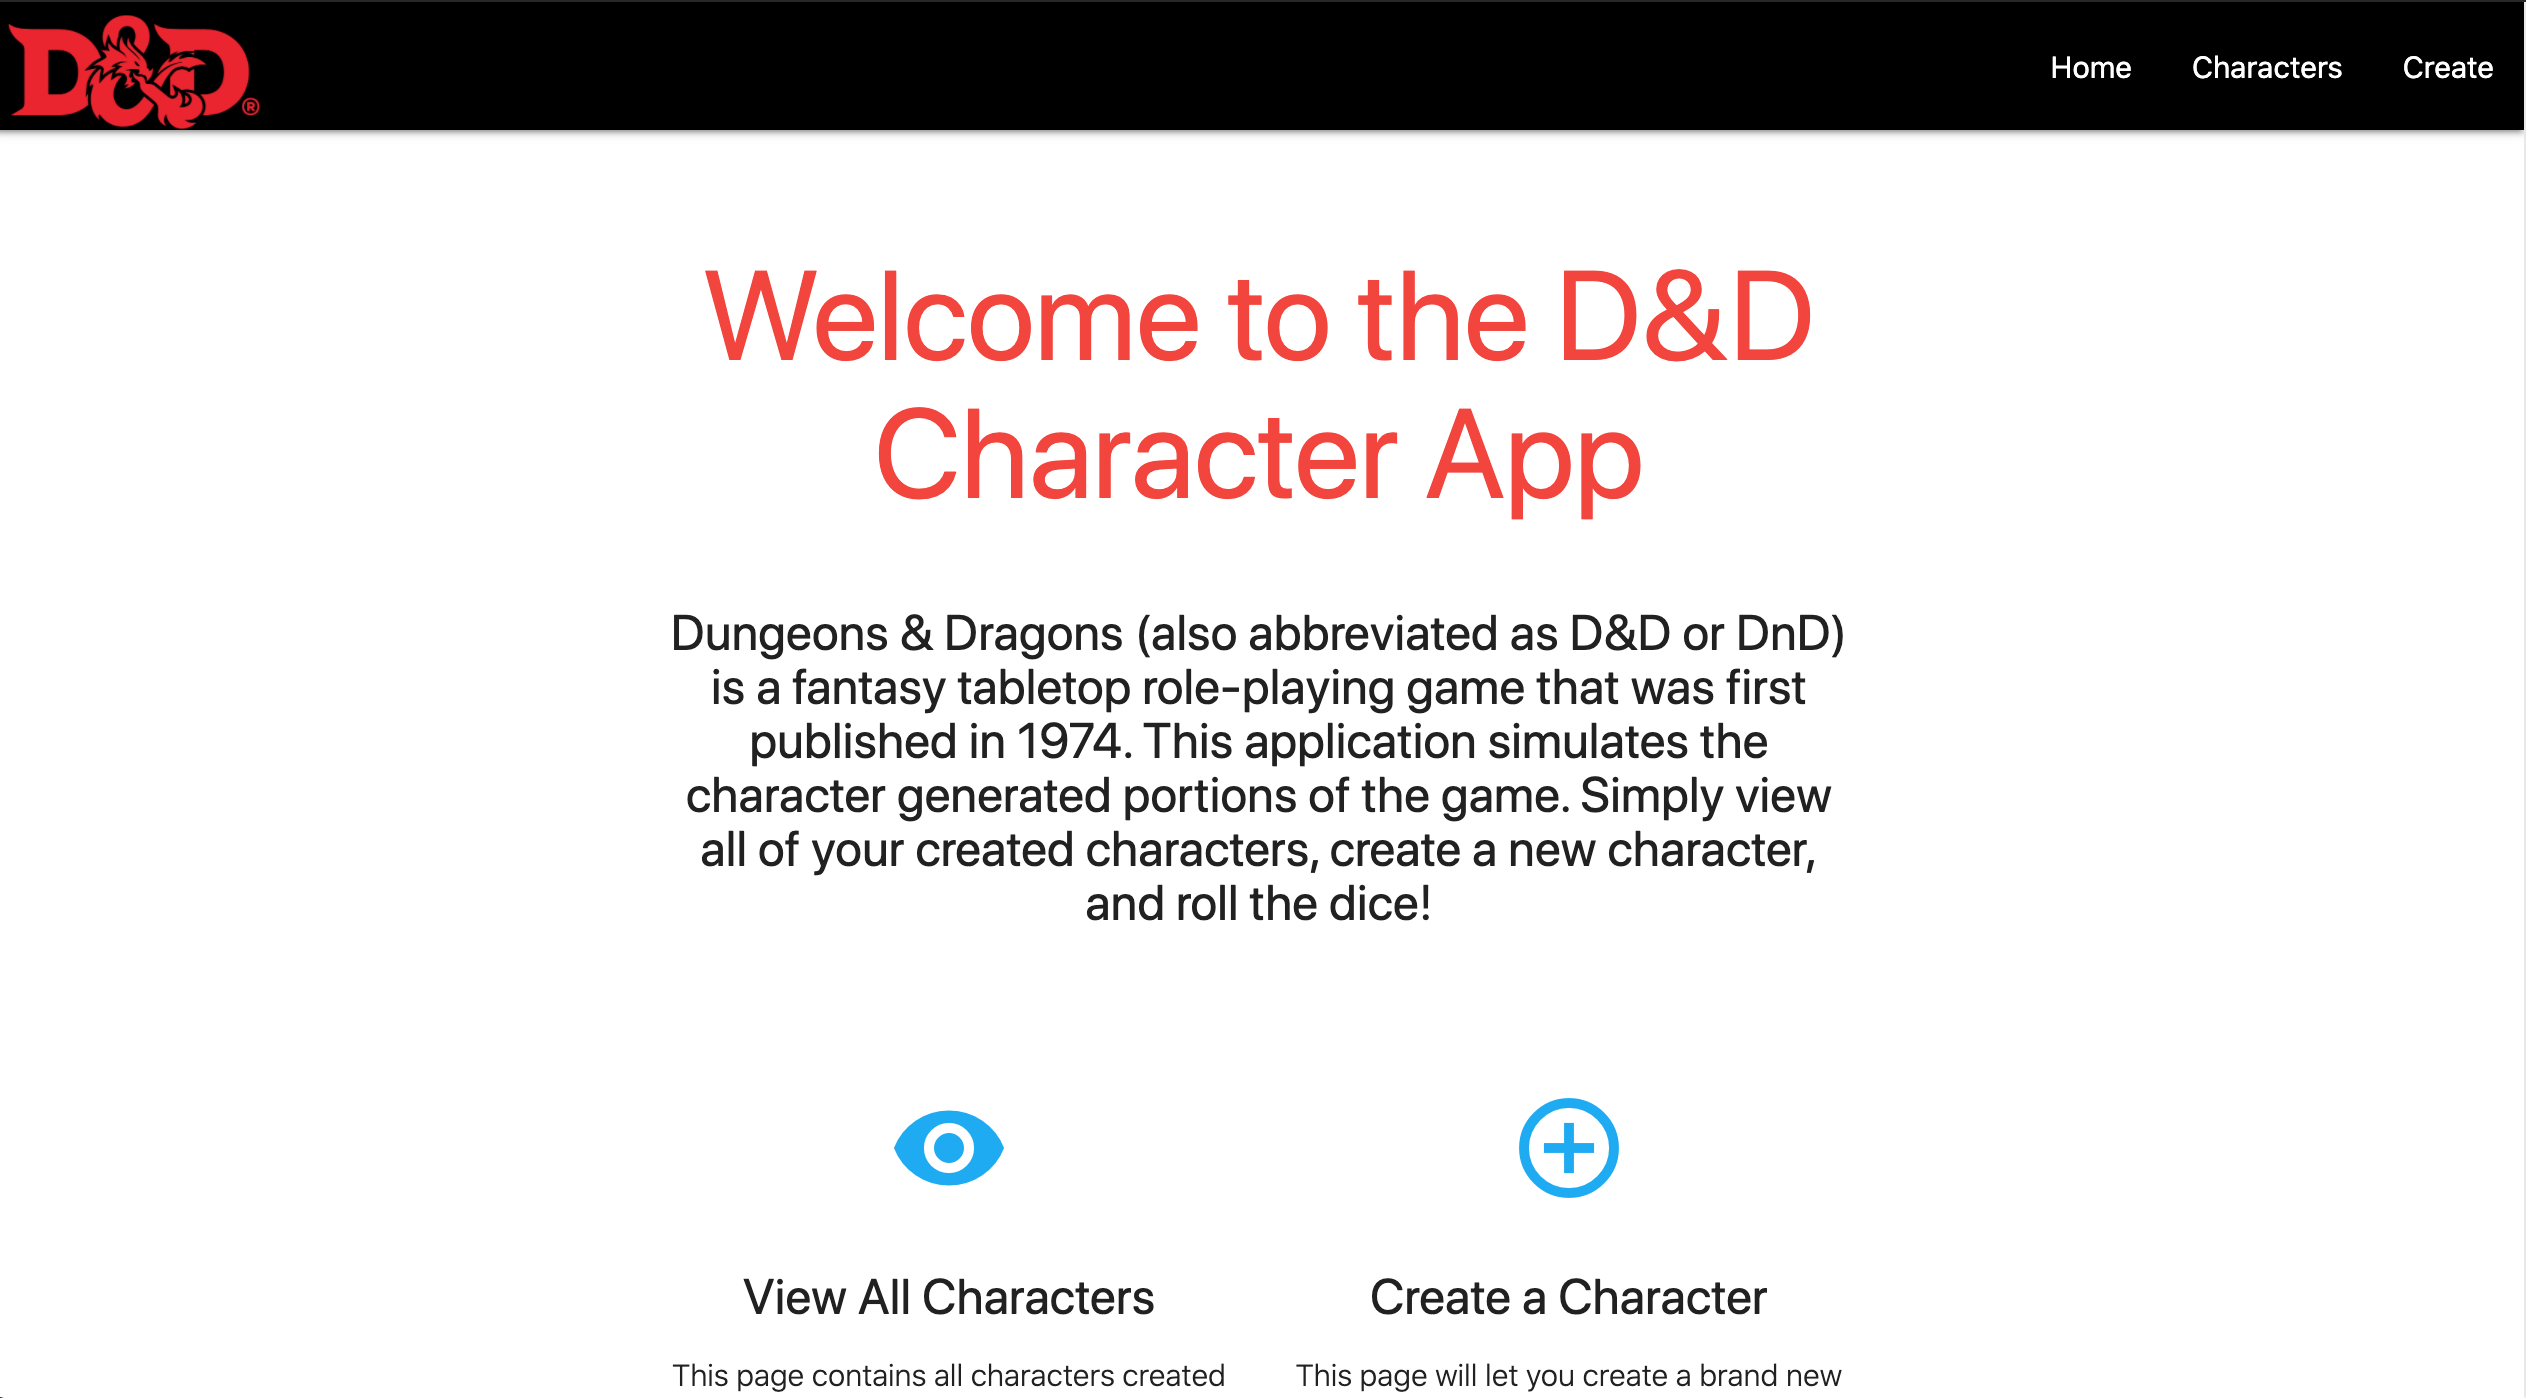 D&D®
Home Characters Create
Welcome to the D&D
Character App
Dungeons & Dragons (also abbreviated as D&D or DnD)
is a fantasy tabletop role-playing game that was first
published in 1974. This application simulates the
character generated portions of the game. Simply view
all of your created characters, create a new character,
and roll the dice!
View All Characters
This page contains all characters created
Create a Character
This page will let you create a brand new